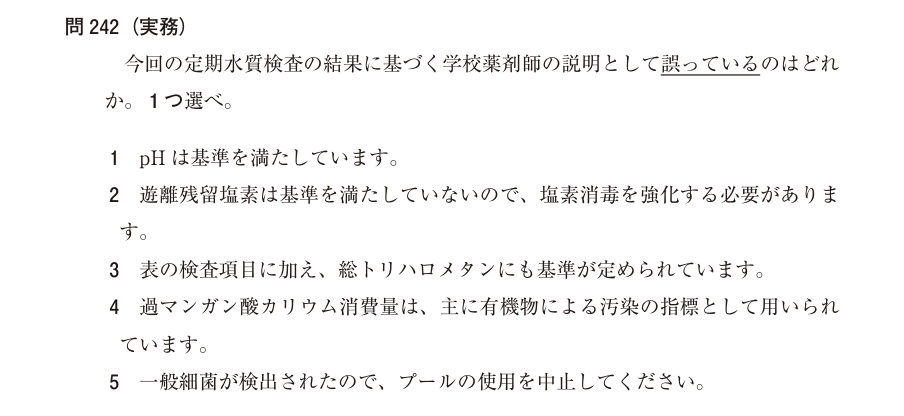 問 242（実務）
今回の定期水質検査の結果に基づく学校薬剤師の説明として誤っているのはどれ
か。1つ選べ。
1 pH は基準を満たしています。
2 遊離残留塩素は基準を満たしていないので、塩素消毒を強化する必要がありま
す。
3 表の検査項目に加え、総トリハロメタンにも基準が定められています。
4 過マンガン酸カリウム消費量は、主に有機物による汚染の指標として用いられ
ています。
5 一般細菌が検出されたので、プールの使用を中止してください。